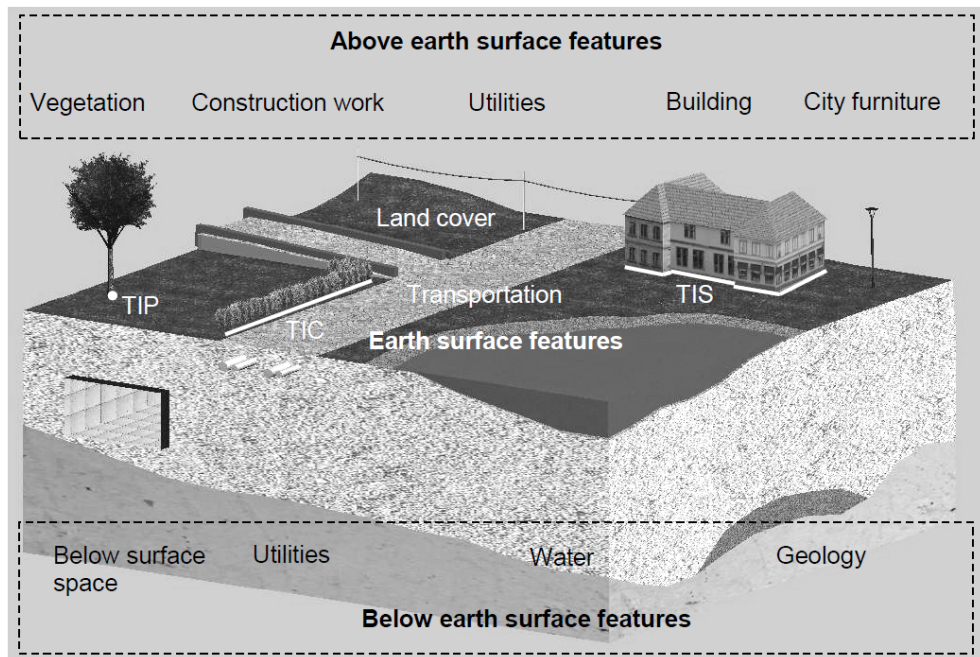 Above earth surface features
Vegetation Construction work Utilities Building City furniture
Land cover
TIP
Transportation
TIS
TIC
Earth surface features
Below surface
space
Utilities
Water
Geology
Below earth surface features